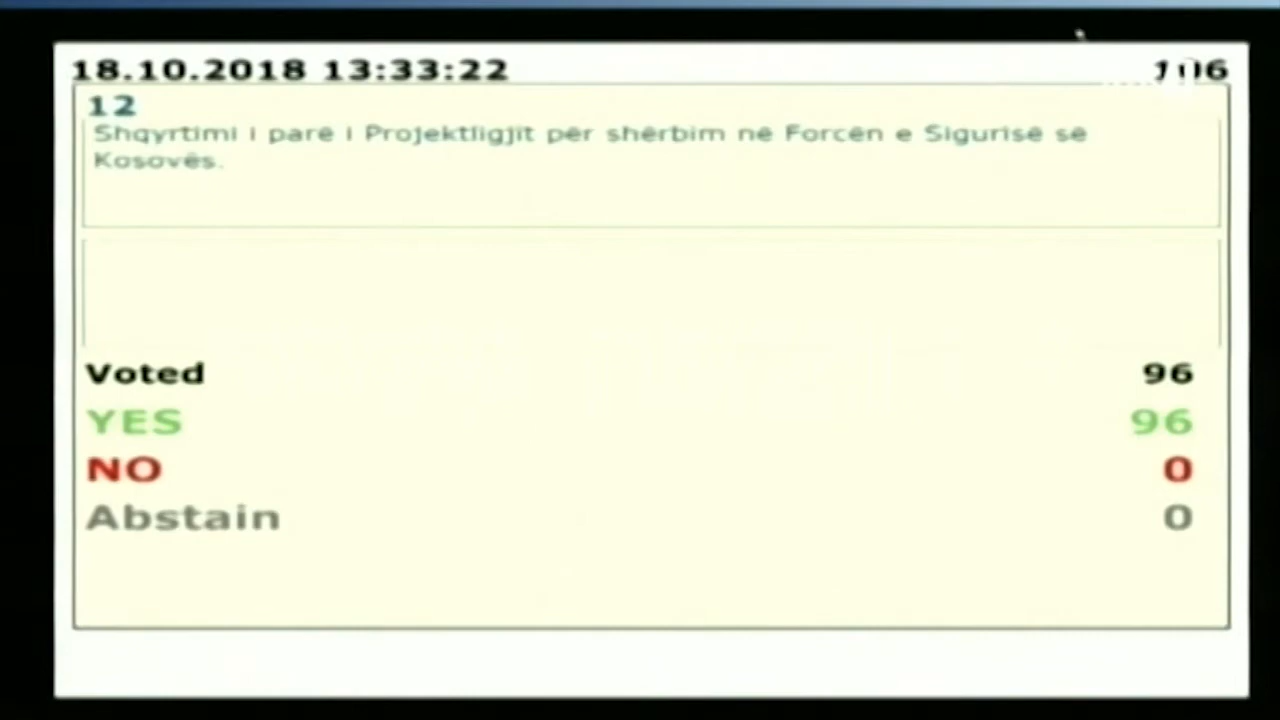 18.10.2018 13:33:22 106
12
Shqyrtimi i parë i Projektligjit për shërbim në Forcën e Sigurisë së
Kosovës.
Voted 96
YES 96
NO 0
Abstain 0